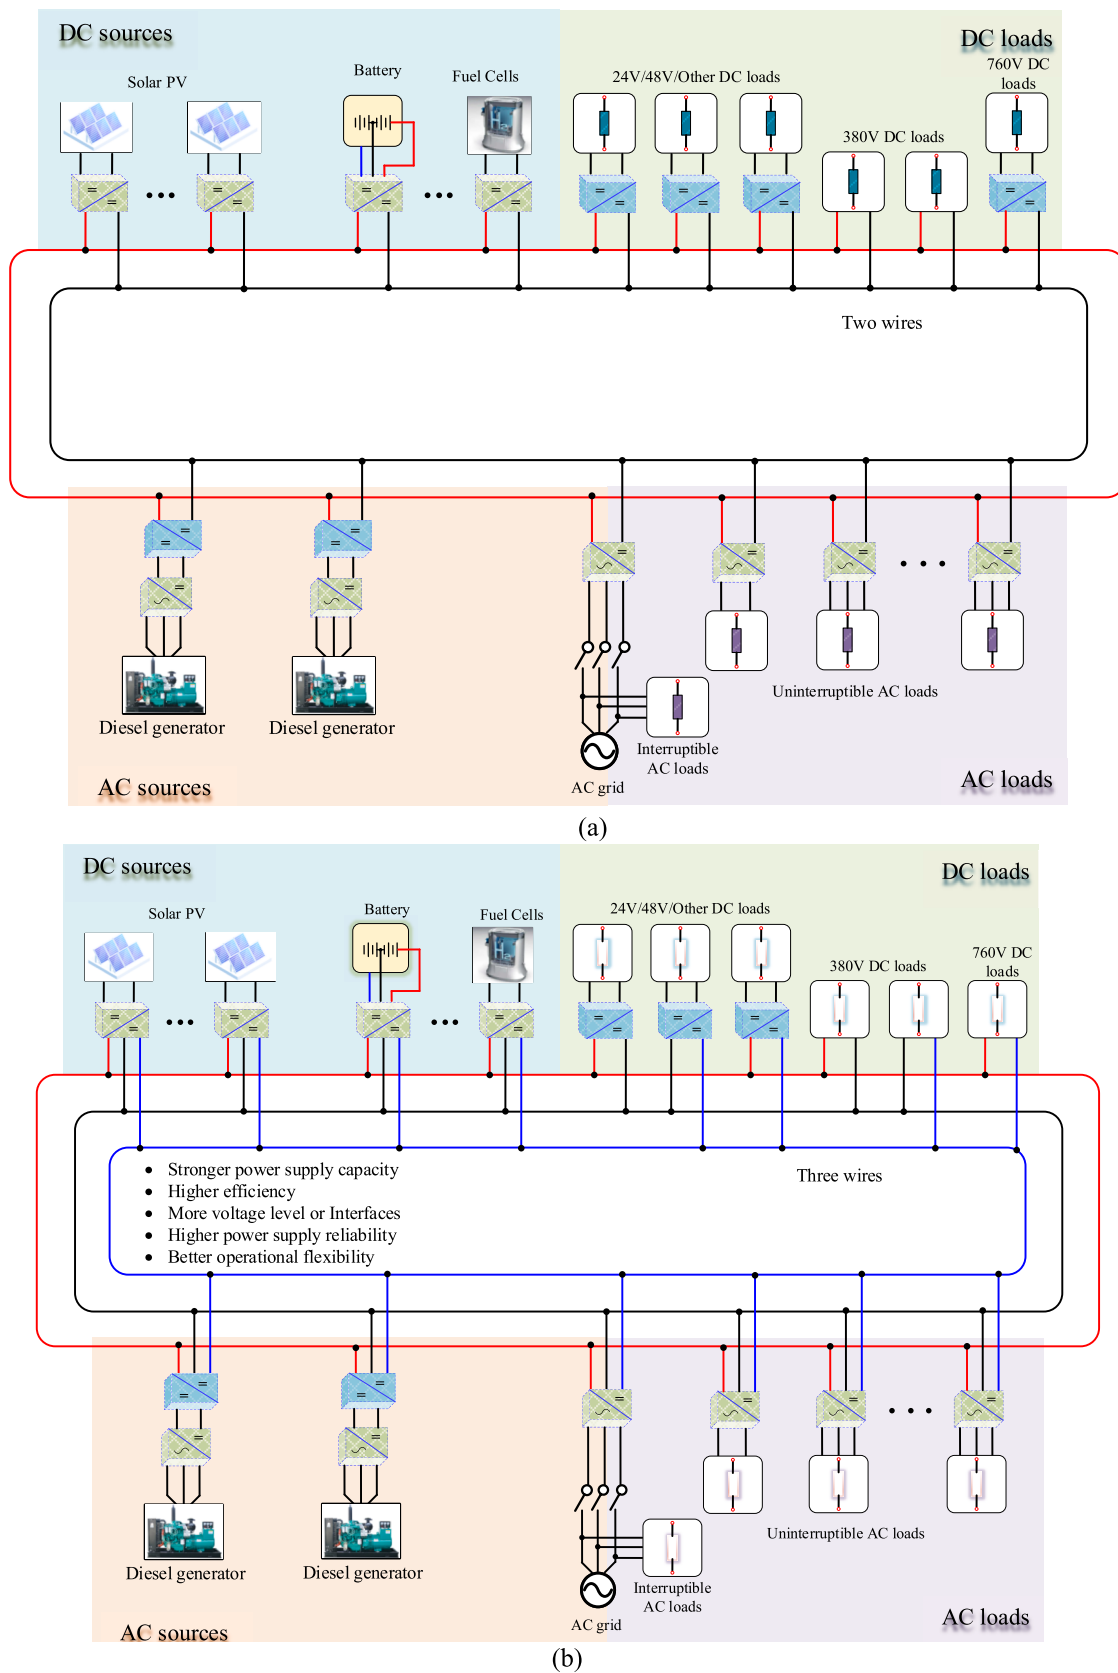 DC sources
DC loads
Solar PV
Battery
Fuel Cells
24V/48V/Other DC loads
380V DC loads
760V DC
loads
Two wires
Diesel generator
Diesel generator
Uninterruptible AC loads
Interruptible
AC loads
AC grid
AC sources
AC loads
(a)
DC sources
DC loads
Solar PV
Battery
Fuel Cells
24V/48V/Other DC loads
380V DC loads
760V DC
loads
• Stronger power supply capacity
• Higher efficiency
• More voltage level or Interfaces
• Higher power supply reliability
• Better operational flexibility
Three wires
Diesel generator
Diesel generator
Uninterruptible AC loads
Interruptible
AC loads
AC grid
AC sources
AC loads
(b)